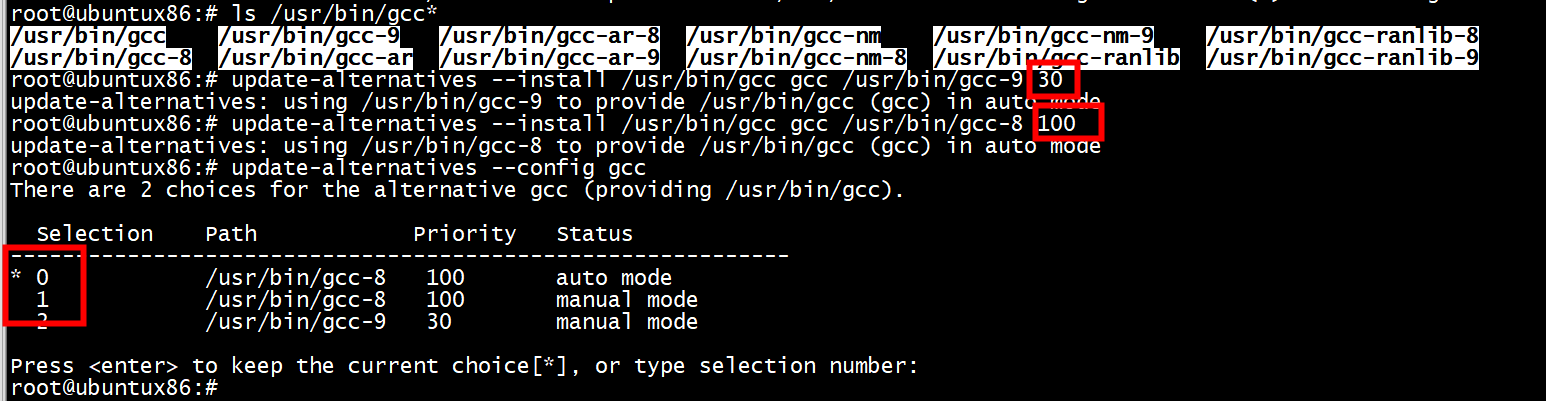 root@ubuntux86:# ls /usr/bin/gcc*
/usr/bin/gcc /usr/bin/gcc-9 /usr/bin/gcc-ar-8 /usr/bin/gcc-nm /usr/bin/gcc-nm-9 /usr/bin/gcc-ranlib-8
/usr/bin/gcc-8 /usr/bin/gcc-ar /usr/bin/gcc-ar-9 /usr/bin/gcc-nm-8 /usr/bin/gcc-ranlib /usr/bin/gcc-ranlib-9
root@ubuntux86:# update-alternatives --install /usr/bin/gcc gcc /usr/bin/gcc-9 30
update-alternatives: using /usr/bin/gcc-9 to provide /usr/bin/gcc (gcc) in auto mode
root@ubuntux86:# update-alternatives --install /usr/bin/gcc gcc /usr/bin/gcc-8 100
update-alternatives: using /usr/bin/gcc-8 to provide /usr/bin/gcc (gcc) in auto mode
root@ubuntux86:# update-alternatives --config gcc
There are 2 choices for the alternative gcc (providing /usr/bin/gcc).
Selection Path Priority Status
------------------------------------------------------------
* 0 /usr/bin/gcc-8 100 auto mode
1 /usr/bin/gcc-8 100 manual mode
2 /usr/bin/gcc-9 30 manual mode
Press <enter> to keep the current choice[*], or type selection number:
root@ubuntux86:#